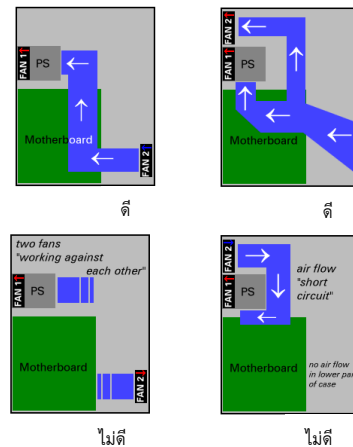 FAN 1
PS
Motherboard
FAN 2
ดี
FAN 2
FAN 1
PS
Motherboard
ดี
two fans
"working against
each other"
FAN 1
PS
Motherboard
FAN 2
ไม่ดี
FAN 2
FAN 1
PS
air flow
"short
circuit"
Motherboard
no air flow
in lower par
of case
ไม่ดี